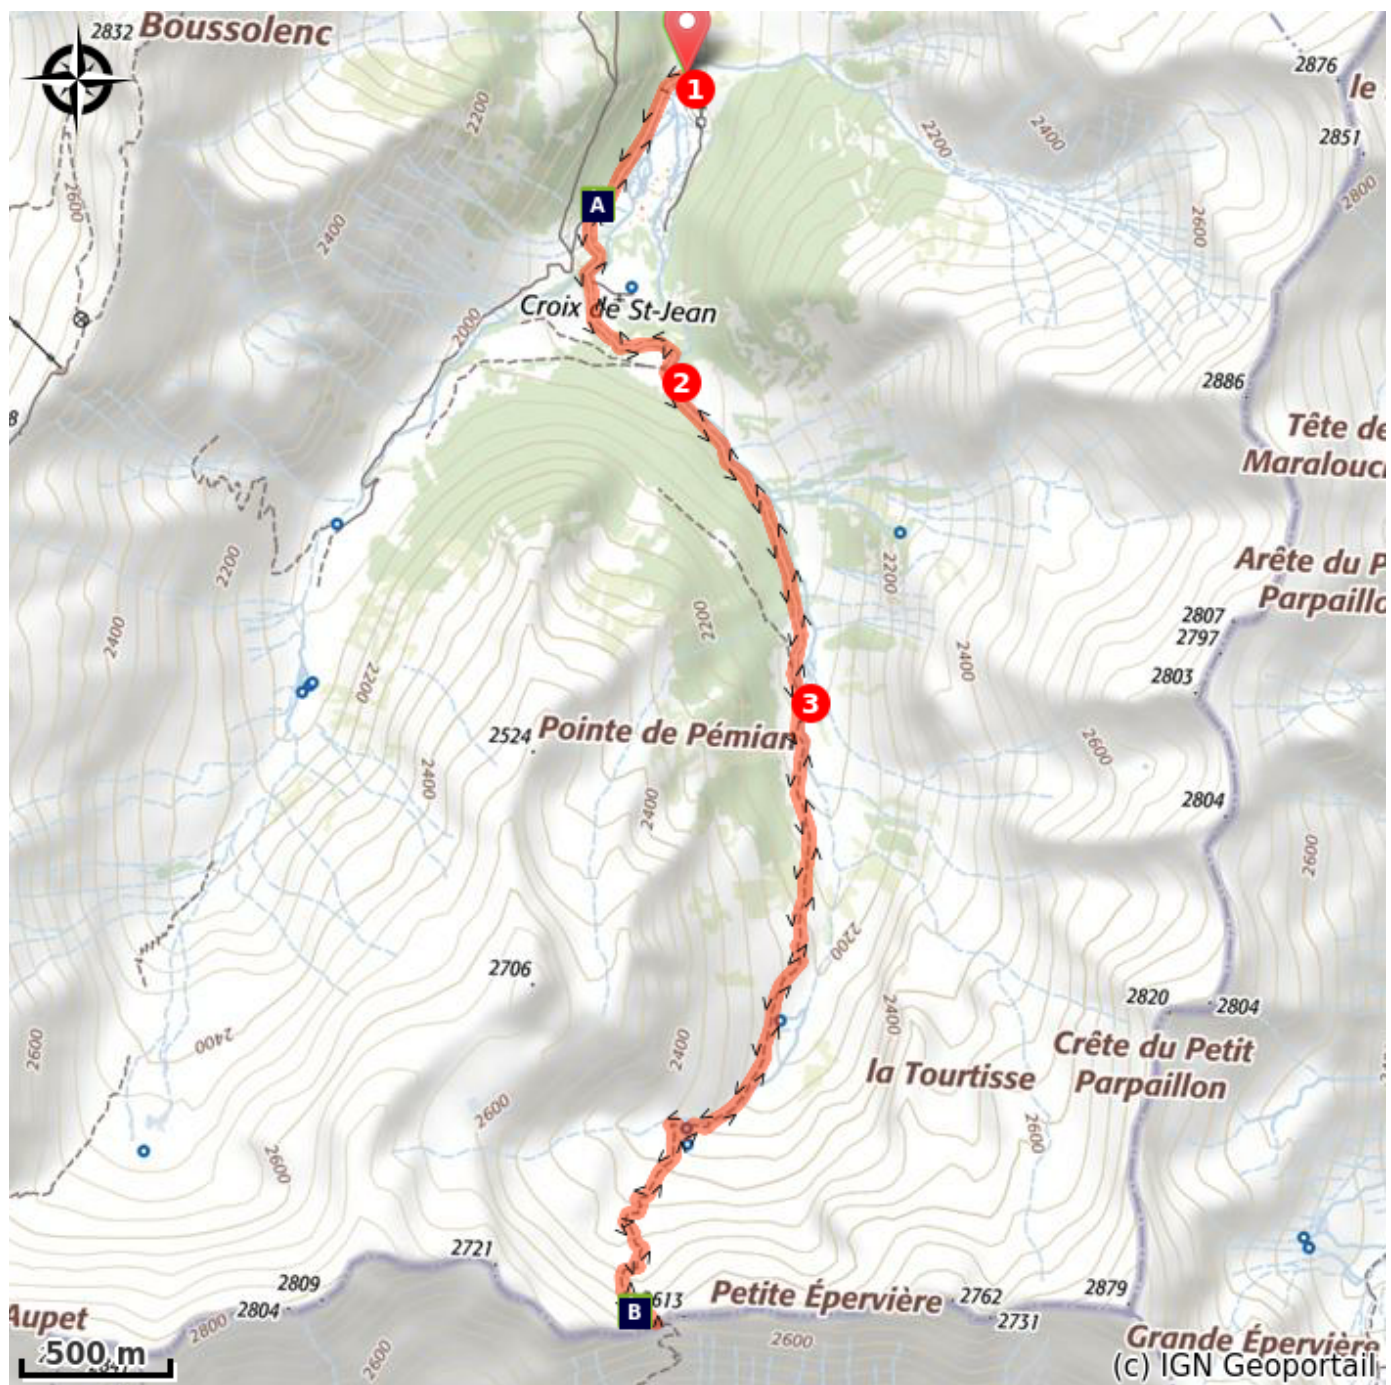 2832 Boussolenc
2876
le
1
2851
2200
2200
2400
2800
2600
A
2400
2600
Croix de St-Jean
2000
2
2886
8
Tête de
Maralouc
2200
2200
Arête du P
Parpaillo
2400
2200
2807
2797
2400
2200
2803
3
2524 Pointe de Pémian
2600
2400
2400
2804
2600
2200
2706
2820
2804
2400
2600
2400
2400
Crête du Petit
Parpaillon
la Tourtisse
2600
2600
2600
2721
2809
2804
Petite Épervière
2762
2879
2731
B
613
Aupet
2800
2600
2600
Grande Épervière
500 m
(c) IGN Geoportail